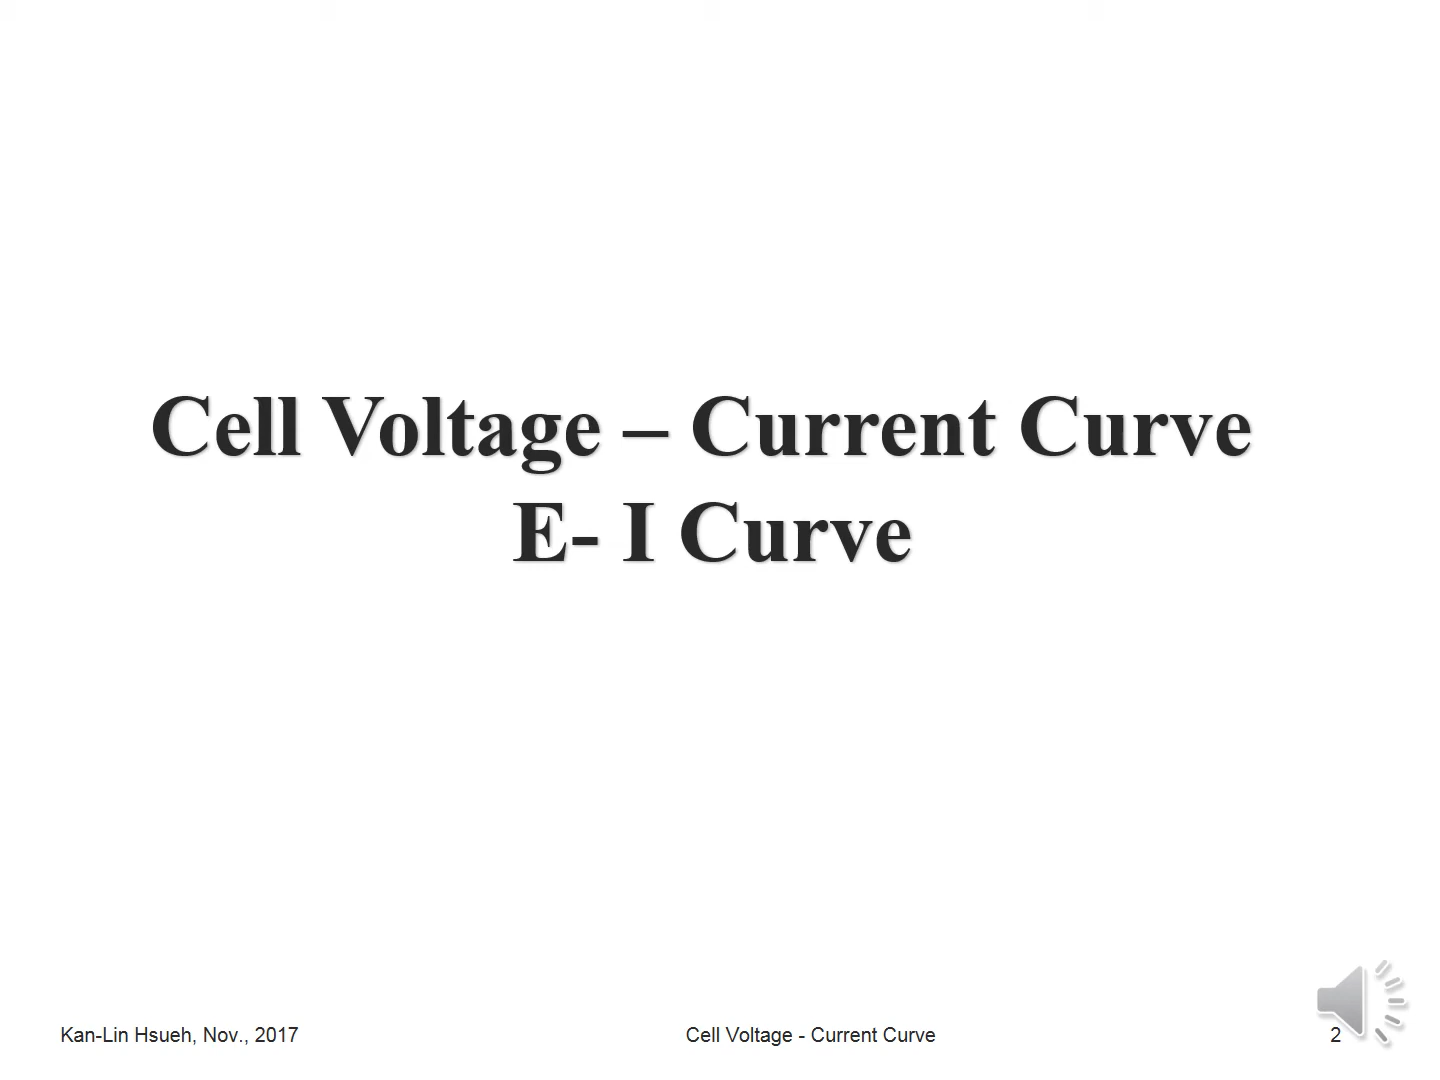 Cell Voltage – Current Curve
E- I Curve
Kan-Lin Hsueh, Nov., 2017
Cell Voltage - Current Curve
2